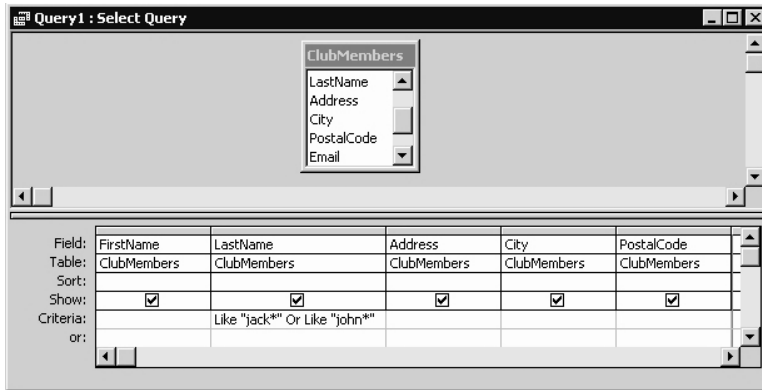 Query1 : Select Query
ClubMembers
LastName
Address
City
PostalCode
Email
Field: FirstName LastName Address City PostalCode
Table: ClubMembers ClubMembers ClubMembers ClubMembers ClubMembers
Sort:
Show:
Criteria: Like "jack*" Or Like "john*"
or: